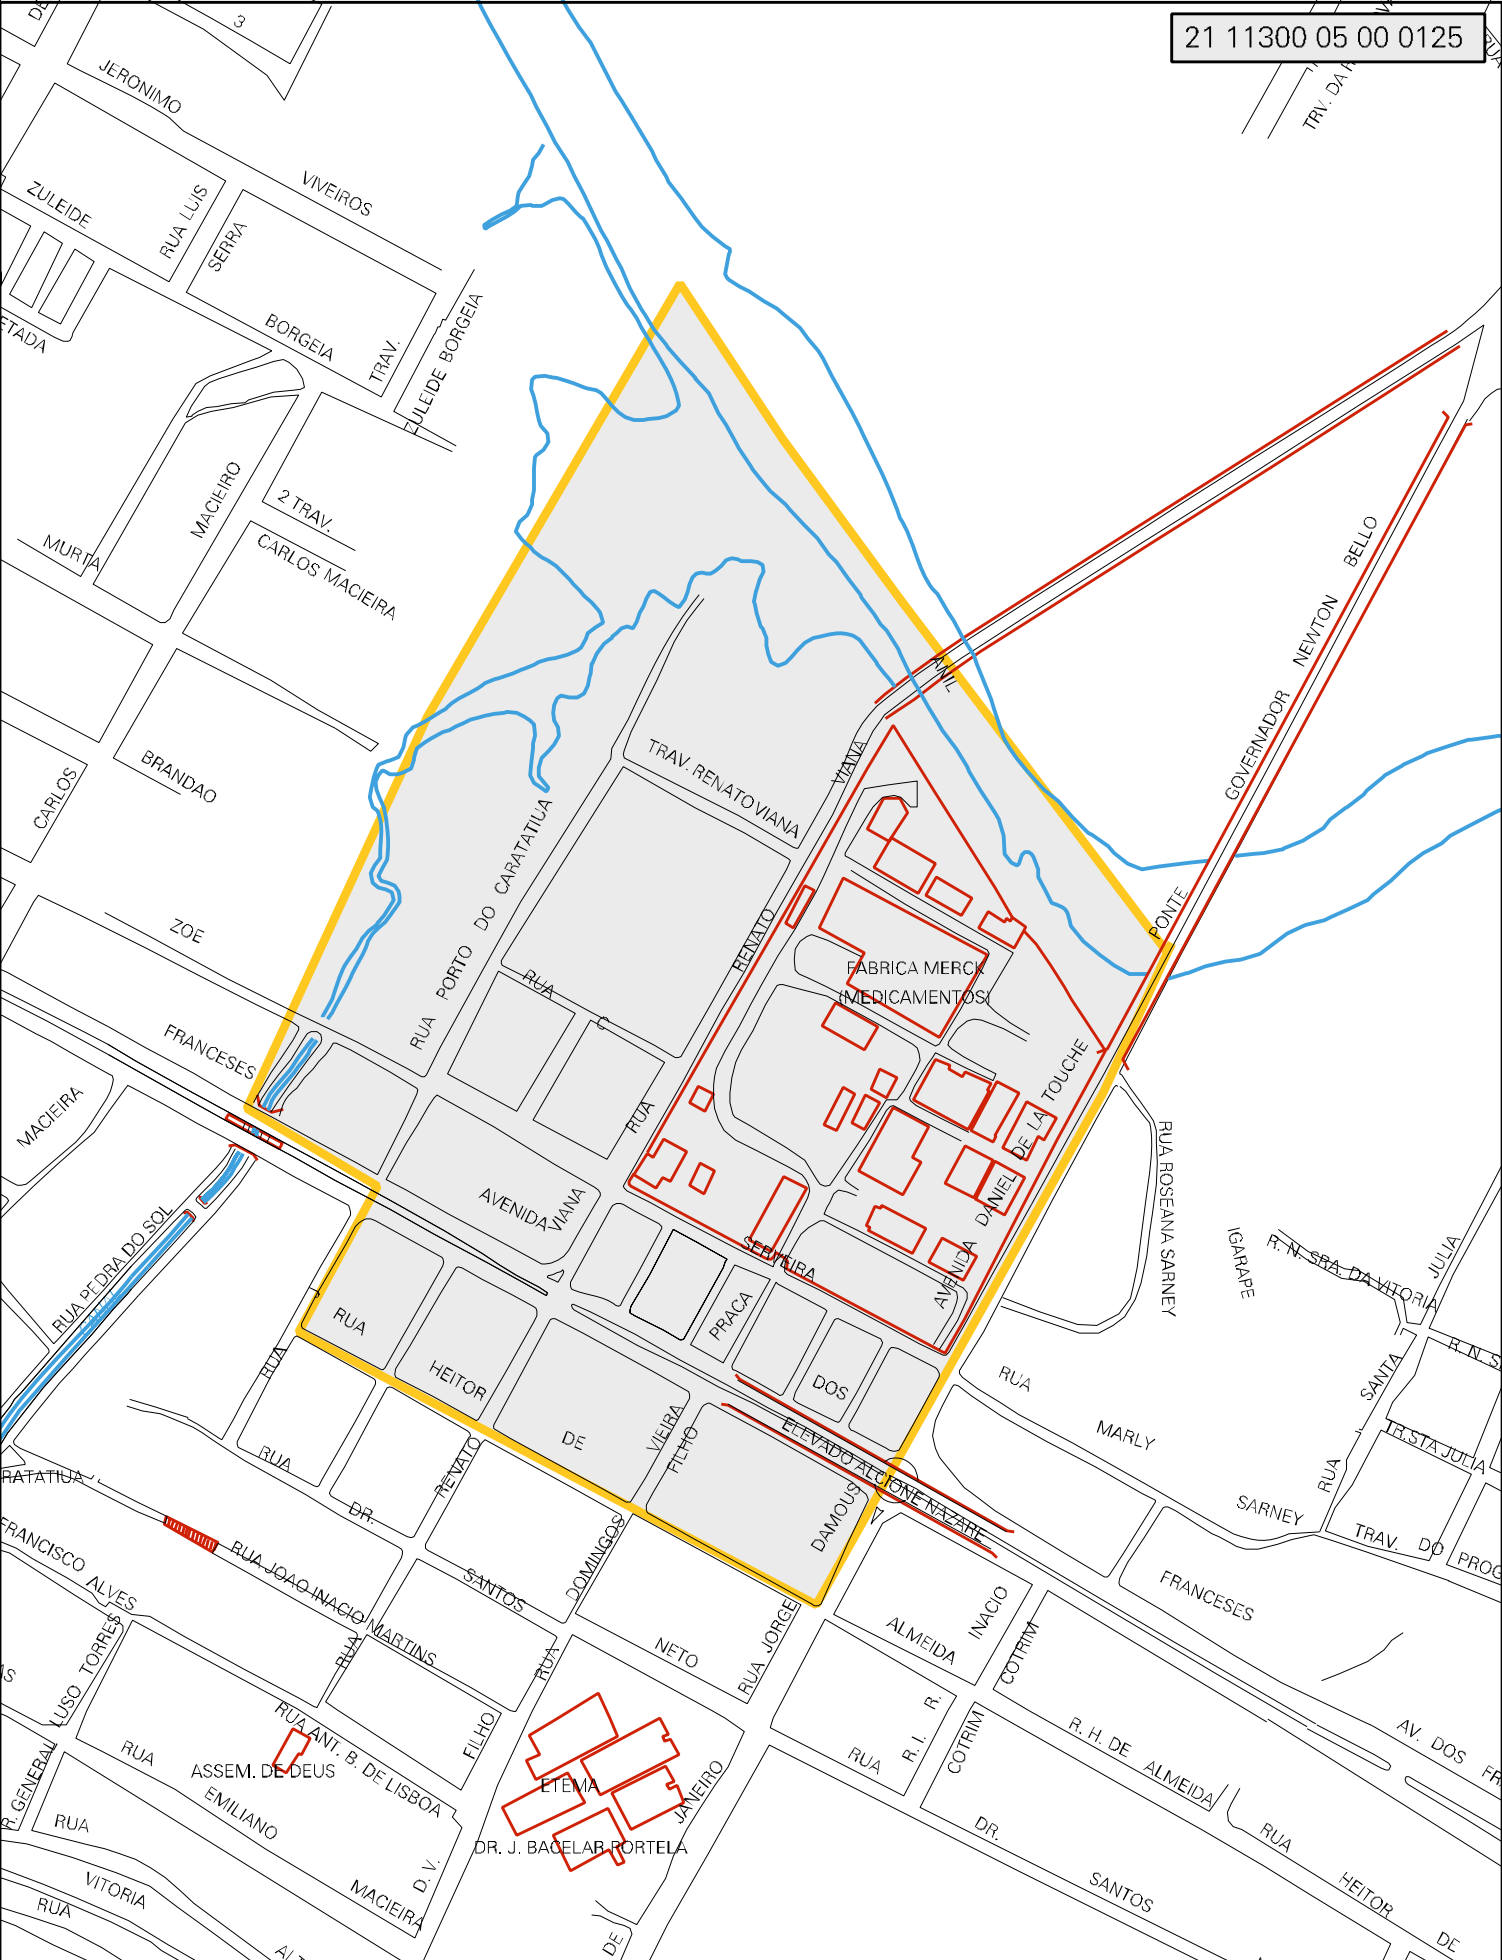 21 11300 05 00 0125
3
JERONIMO
VIVEIROS
ZULEIDE
RUA LUIS
SERRA
BORGEIA
TRAV.
ZULEIDE BORGEIA
ETADA
MACIEIRO
2 TRAV.
CARLOS MACIEIRA
MURTA
BRANDAO
CARLOS
ZOE
FRANCESES
MACIEIRA
RUA PEDRA DO SOL
TRAV. RENATO VIANA
RUA PORTO DO CARATATIUA
RUA C
RUA RENATO VIANA
ANIL
PONTE GOVERNADOR NEWTON BELLO
FABRICA MERCK
(MEDICAMENTOS)
AVENIDA DANIEL DE LA TOUCHE
RUA ROSEANA SARNEY
IGARAPE
R. N. SRA. DA VITORIA
JULIA
SANTA
RUA
TR.STA JULIA
AVENIDA
VIANA
SERVEIRA
PRACA
DOS
RUA
HEITOR
DE
VIEIRA
FILHO
DAMOUS
ELEVADO ALCIONE NAZARE
RUA
MARLY
SARNEY
TRAV. DO PROG
FRANCESES
RUA
RUA
DR.
RENATO
SANTOS
DOMINGOS
NETO
RUA JORGE
ALMEIDA
INACIO
COTRIM
RATATIUA
FRANCISCO ALVES
RUA JOAO INACIO MARTINS
LUSO TORRES
R. GENERAL
RUA
RUA
FILHO
RUA ANT. B. DE LISBOA
ASSEM. DE DEUS
RUA
EMILIANO
MACIEIRA
D. V.
RUA
VITORIA
RUA
ETEMA
DR. J. BACELAR PORTELA
JANEIRO
DE
RUA
R. I. R.
COTRIM
R. H. DE ALMEIDA
AV. DOS
DR.
SANTOS
RUA
HEITOR
DE